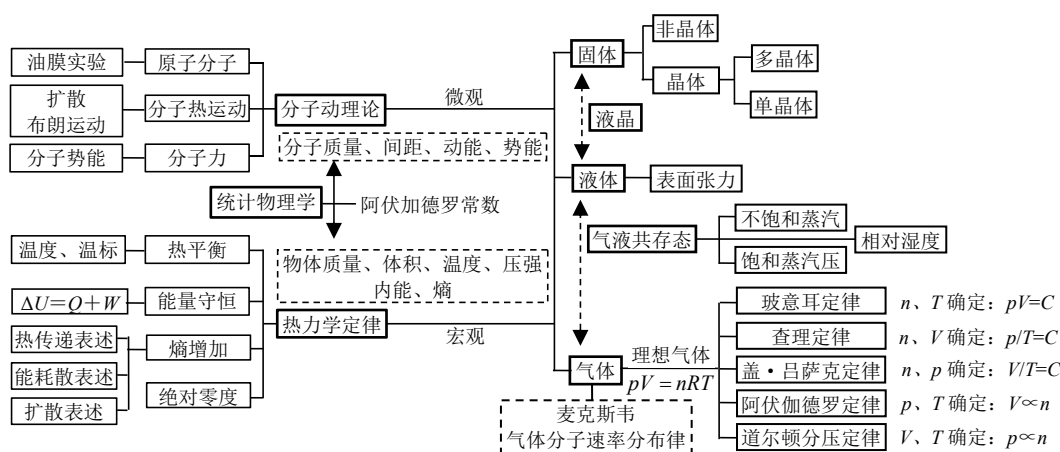 油膜实验
原子分子
扩散
布朗运动
分子热运动
分子势能
分子力
分子动理论
微观
分子质量、间距、动能、势能
统计物理学
阿伏加德罗常数
物体质量、体积、温度、压强
内能、熵
温度、温标
热平衡
ΔU=Q+W
能量守恒
热传递表述
能耗散表述
扩散表述
熵增加
绝对零度
热力学定律
宏观
固体
非晶体
晶体
多晶体
单晶体
液晶
液体
表面张力
气液共存态
不饱和蒸汽
饱和蒸汽压
相对湿度
气体
理想气体
pV=nRT
麦克斯韦
气体分子速率分布律
玻意耳定律
n、T 确定：pV=C
查理定律
n、V 确定：p/T=C
盖·吕萨克定律
n、p 确定：V/T=C
阿伏伽德罗定律
p、T 确定：V∝n
道尔顿分压定律
V、T 确定：p∝n